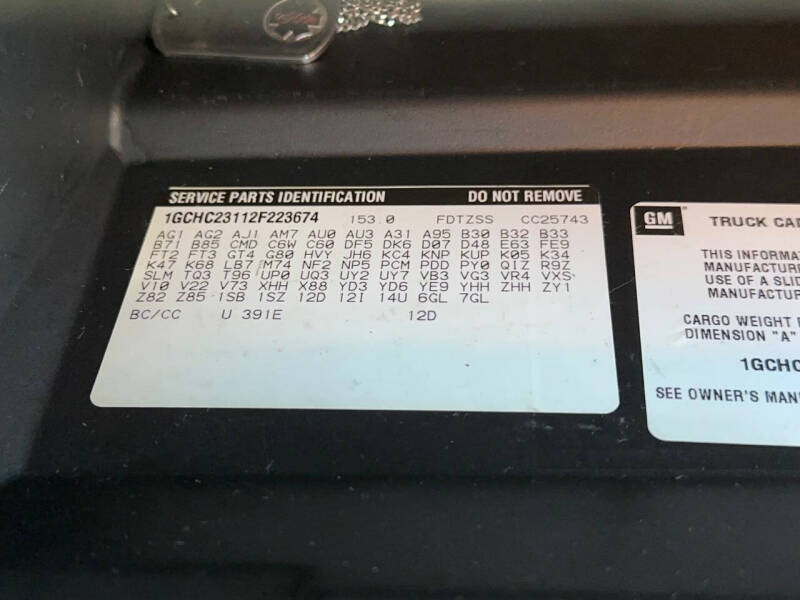 SERVICE PARTS IDENTIFICATION DO NOT REMOVE
1GCHC23112F223674 153.0 FDTZSS CC25743
AG1 AG2 AJ1 AM7 AU0 AU3 A31 A95 B30 B32 B33
B71 B85 CMD C6W C60 DF5 DK6 D07 D48 E63 FE9
FT2 FT3 GT4 G80 HVY JH6 KC4 KNP KUP K05 K34
K47 K68 LB7 M74 NF2 NP5 PCM PDD PY0 QIZ R9Z
SLM TQ3 T96 UP0 UQ3 UY2 UY7 VB3 VG3 VR4 VXS
V10 V22 V73 XHH X88 YD3 YD6 YE9 YHH ZHH ZY1
Z82 Z85 1SB 1SZ 12D 12I 14U 6GL 7GL
BC/CC U 391E 12D
GM TRUCK CA
THIS INFORMA
MANUFACTUR
USE OF A SLID
MANUFACTUR
CARGO WEIGHT
DIMENSION "A"
1GCHC
SEE OWNER'S MAN